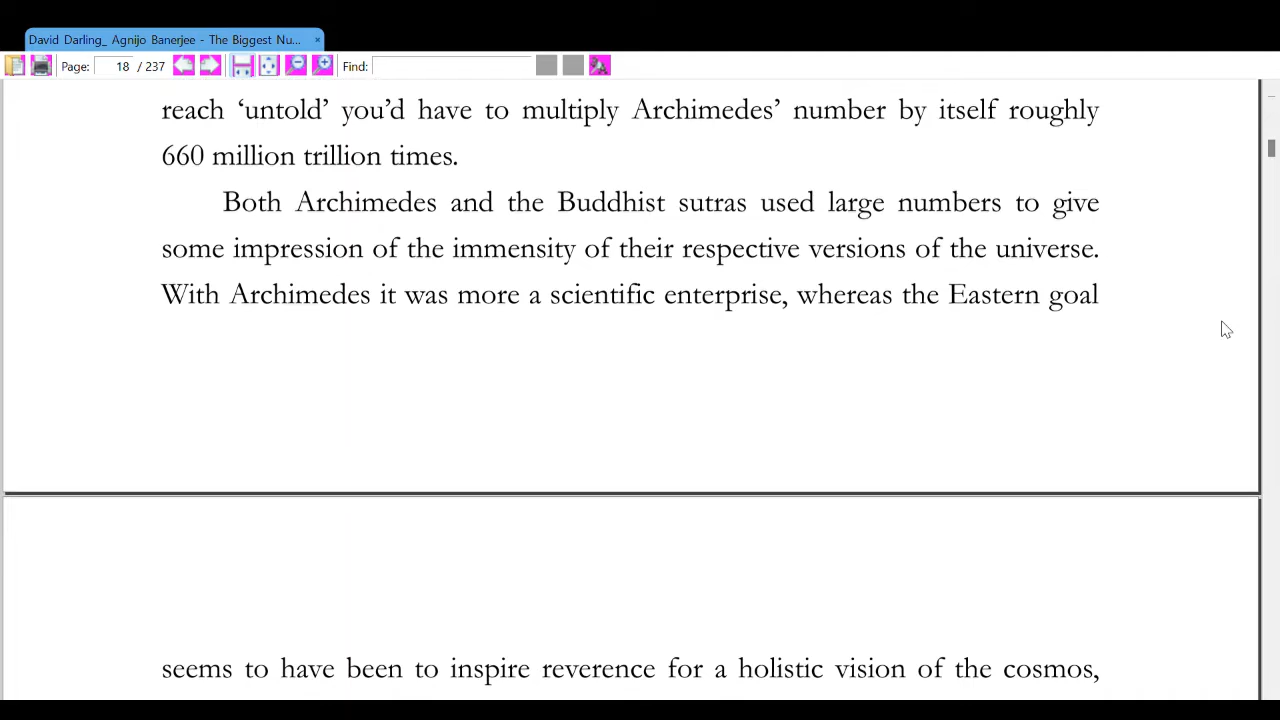 David Darling_ Agnijo Banerjee - The Biggest Nu... ×
Page: 18 / 237 Find:
reach ‘untold’ you’d have to multiply Archimedes’ number by itself roughly
660 million trillion times.
Both Archimedes and the Buddhist sutras used large numbers to give
some impression of the immensity of their respective versions of the universe.
With Archimedes it was more a scientific enterprise, whereas the Eastern goal
seems to have been to inspire reverence for a holistic vision of the cosmos,